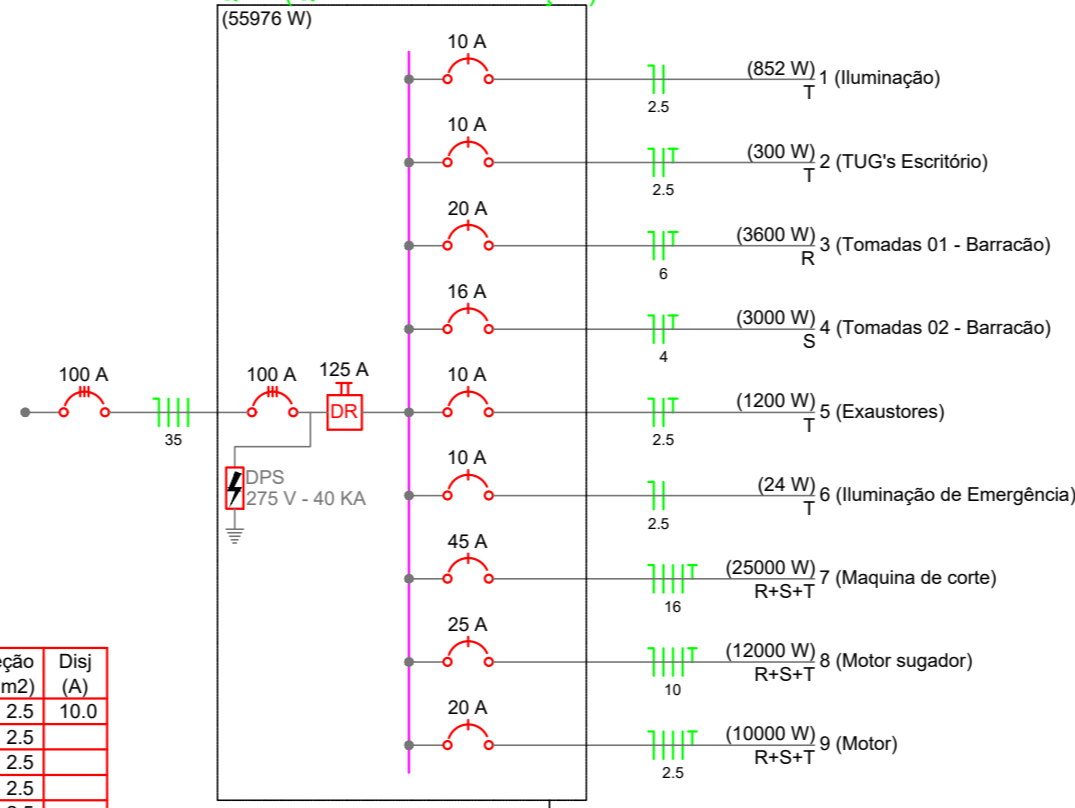 (55976 W)
10 A
(852 W)
1 (Iluminação)
T
2.5
10 A
(300 W)
2 (TUG's Escritório)
T
2.5
20 A
(3600 W)
3 (Tomadas 01 - Barracão)
R
6
16 A
(3000 W)
4 (Tomadas 02 - Barracão)
S
4
100 A
35
100 A
125 A
DR
DPS
275 V - 40 KA
10 A
(1200 W)
5 (Exaustores)
T
2.5
10 A
(24 W)
6 (Iluminação de Emergência)
T
2.5
45 A
(25000 W)
7 (Maquina de corte)
R+S+T
16
25 A
(12000 W)
8 (Motor sugador)
R+S+T
10
20 A
(10000 W)
9 (Motor)
R+S+T
2.5
eção Disj
m2) (A)
2.5 10.0
2.5
2.5
2.5